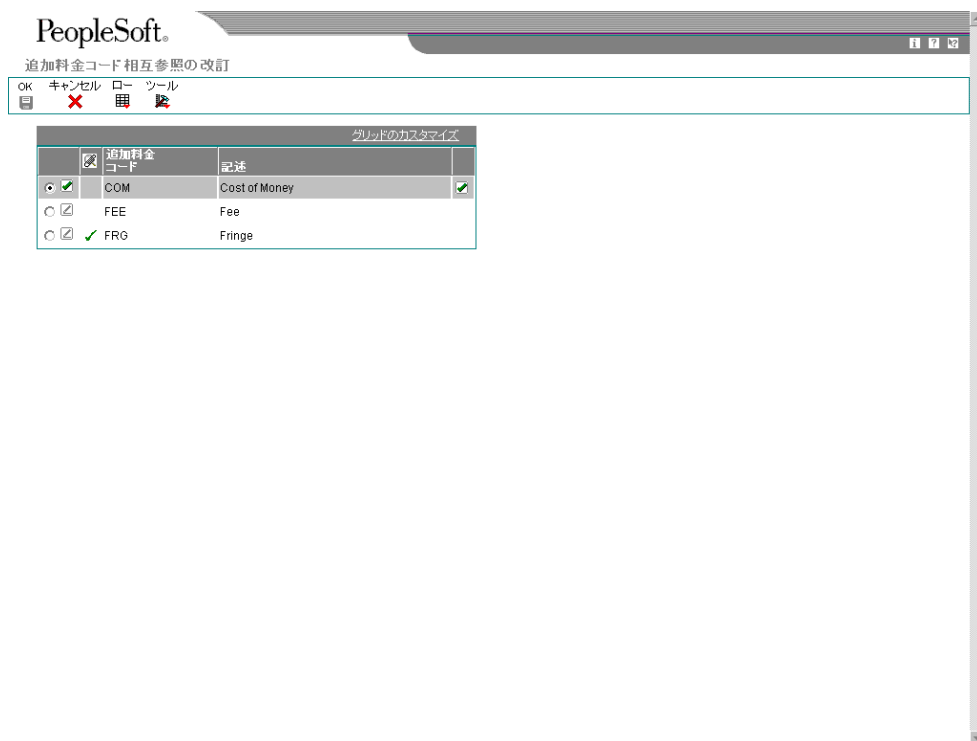 PeopleSoft®
追加料金コード相互参照の改訂
OK キャンセル ロー ツール
グリッドのカスタマイズ
追加料金
コード 記述
COM Cost of Money
FEE Fee
FRG Fringe